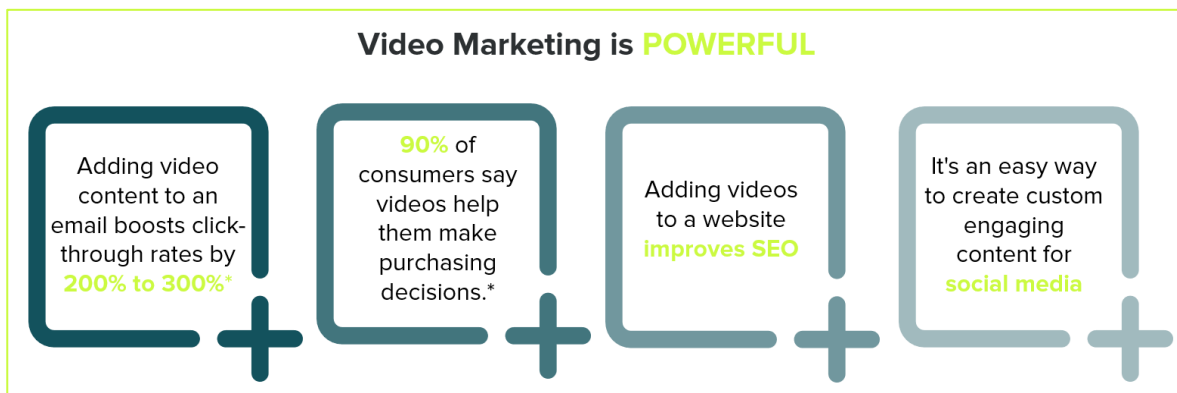 Video Marketing is POWERFUL
Adding video
content to an
email boosts click-
through rates by
200% to 300%*
90% of
consumers say
videos help
them make
purchasing
decisions.*
Adding videos
to a website
improves SEO
It's an easy way
to create custom
engaging
content for
social media